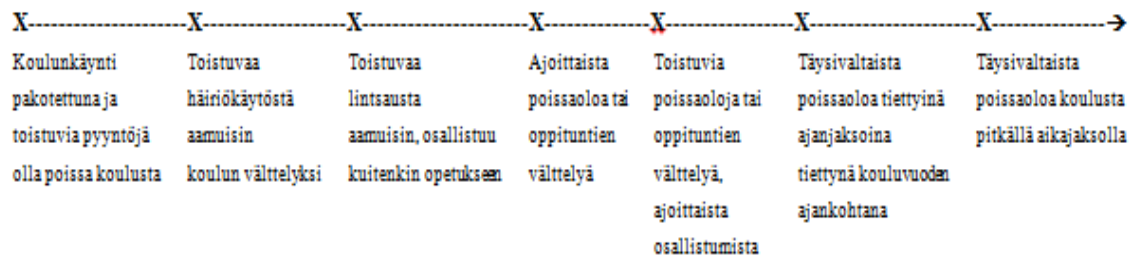 X----------------------X--------------------X-----------------------X--------------X------------------X-----------------------X----------------→
Koulunkäynti
pakotettuna ja
toistuvia pyyntöjä
olla poissa koulusta
Toistuvaa
häiriökäytöstä
aamuisin
koulun välttelyksi
Toistuvaa
lintsausta
aamuisin, osallistuu
kuitenkin opetukseen
Ajoittaista
poissaoloa tai
oppituntien
välttelyä
Toistuvia
poissaoloja tai
oppituntien
välttelyä,
ajoittaista
osallistumista
Täysivaltaista
poissaoloa tiettyinä
ajanjaksoina
tiettynä kouluvuoden
ajankohtana
Täysivaltaista
poissaoloa koulusta
pitkällä aikajaksolla